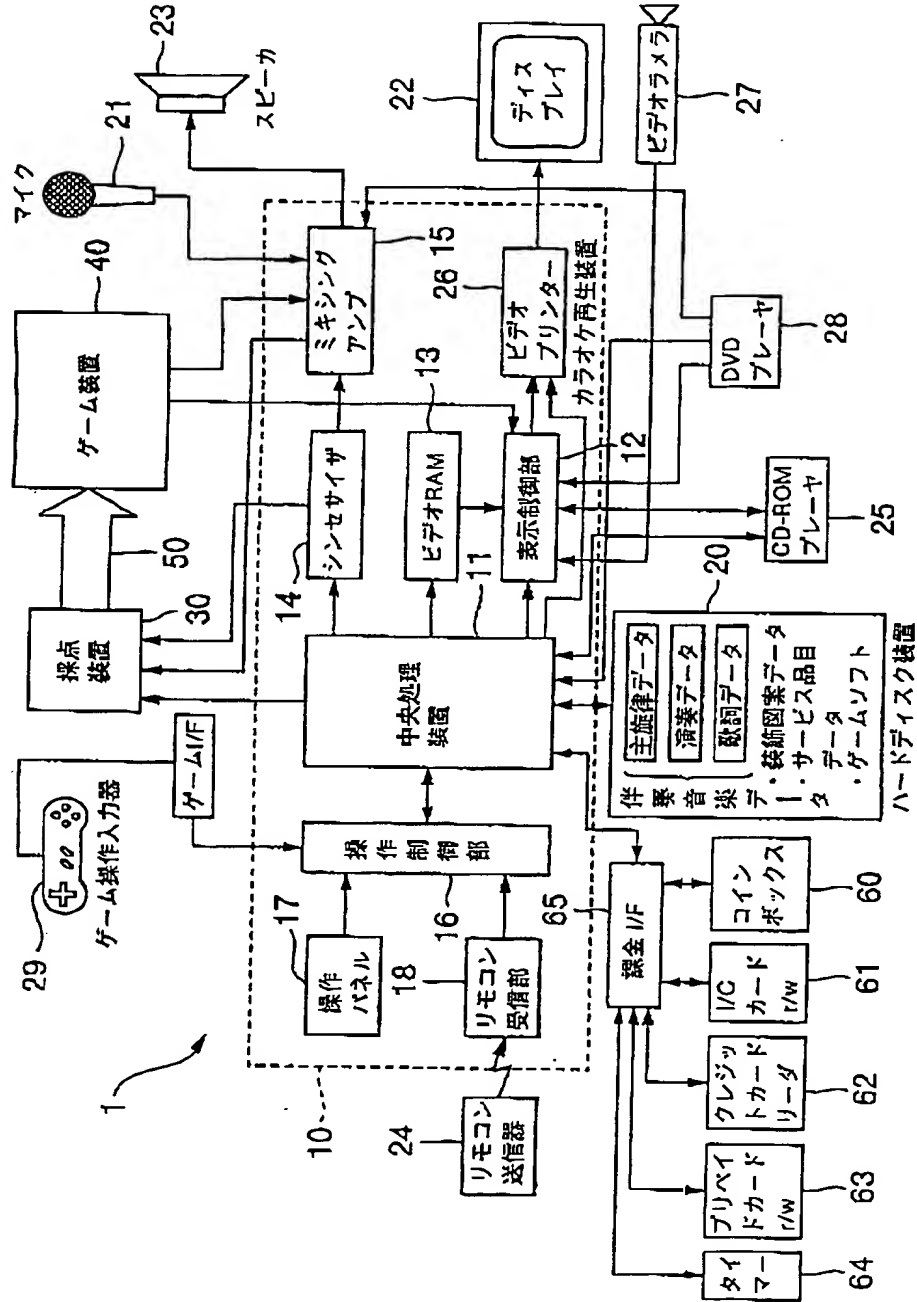 1
29
ゲーム操作入力器
ゲームI/F
採点
装置
30
50
ゲーム装置
40
マイク
21
23
スピーカ
10
17
操作
パネル
18
リモコン
受信部
24
リモコン
送信器
16
操作制御部
中央処理
装置
11
14
シンセサイザ
ビデオRAM
13
表示制御部
12
ミキシング
アンプ
15
26
ビデオ
プリンター
カラオケ再生装置
22
ディス
プレイ
ビデオラメラ
27
DVD
プレーヤ
28
CD-ROM
プレーヤ
25
20
伴奏音楽データ
主旋律データ
演奏データ
歌詞データ
・装飾図案データ
・サービス品目
データ
・ゲームソフト
ハードディスク装置
65
課金 I/F
コイン
ボックス
60
I/C
カード
r/w
61
クレジッ
トカード
リーダ
62
プリペイ
ドカード
r/w
63
タイ
マー
64